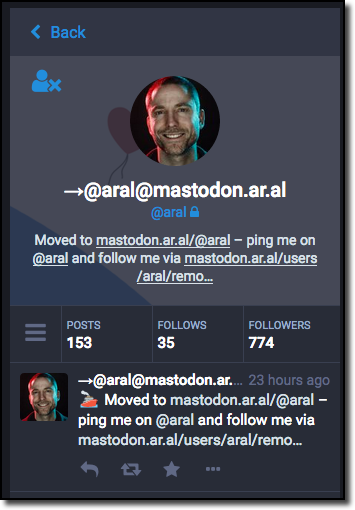 Back
→@aral@mastodon.ar.al
@aral
Moved to mastodon.ar.al/@aral – ping me on
@aral and follow me via mastodon.ar.al/users
/aral/remo…
POSTS
153
FOLLOWS
35
FOLLOWERS
774
→@aral@mastodon.ar.… 23 hours ago
🚢 Moved to mastodon.ar.al/@aral –
ping me on @aral and follow me via
mastodon.ar.al/users/aral/remo…